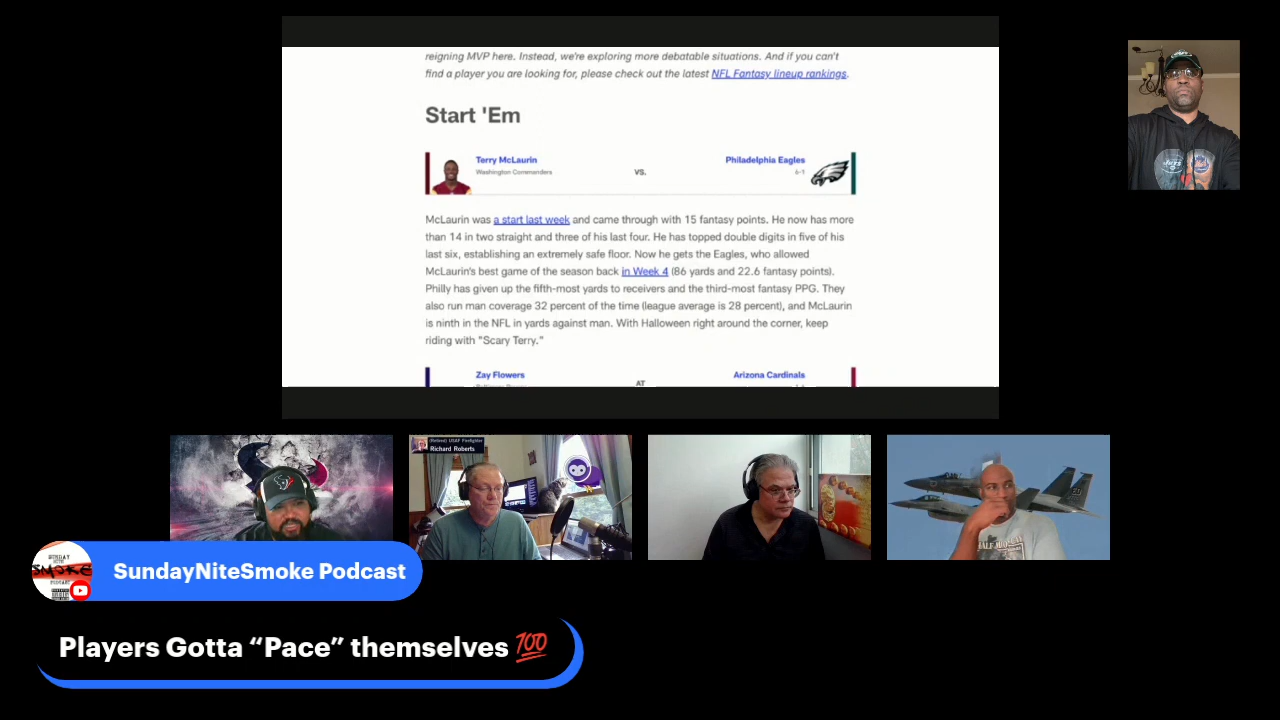 reigning MVP here. Instead, we're exploring more debatable situations. And if you can't
find a player you are looking for, please check out the latest NFL Fantasy lineup rankings.
Start 'Em
Terry McLaurin
Washington Commanders
VS.
Philadelphia Eagles
6-1
McLaurin was a start last week and came through with 15 fantasy points. He now has more
than 14 in two straight and three of his last four. He has topped double digits in five of his
last six, establishing an extremely safe floor. Now he gets the Eagles, who allowed
McLaurin's best game of the season back in Week 4 (86 yards and 22.6 fantasy points).
Philly has given up the fifth-most yards to receivers and the third-most fantasy PPG. They
also run man coverage 32 percent of the time (league average is 28 percent), and McLaurin
is ninth in the NFL in yards against man. With Halloween right around the corner, keep
riding with "Scary Terry."
Zay Flowers
AT
Arizona Cardinals
(Retired) USAF Firefighter
Richard Roberts
SUNDAY
NITE
SMOKE
PODCAST
SundayNiteSmoke Podcast
Players Gotta “Pace” themselves 💯